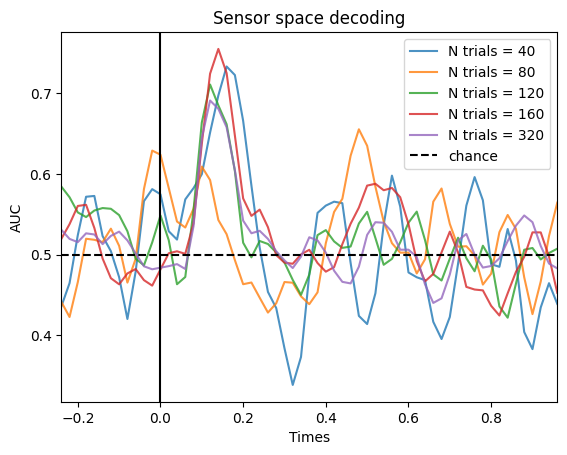 Sensor space decoding
N trials = 40
N trials = 80
N trials = 120
N trials = 160
N trials = 320
chance
AUC
0.7
0.6
0.5
0.4
−0.2 0.0 0.2 0.4 0.6 0.8
Times